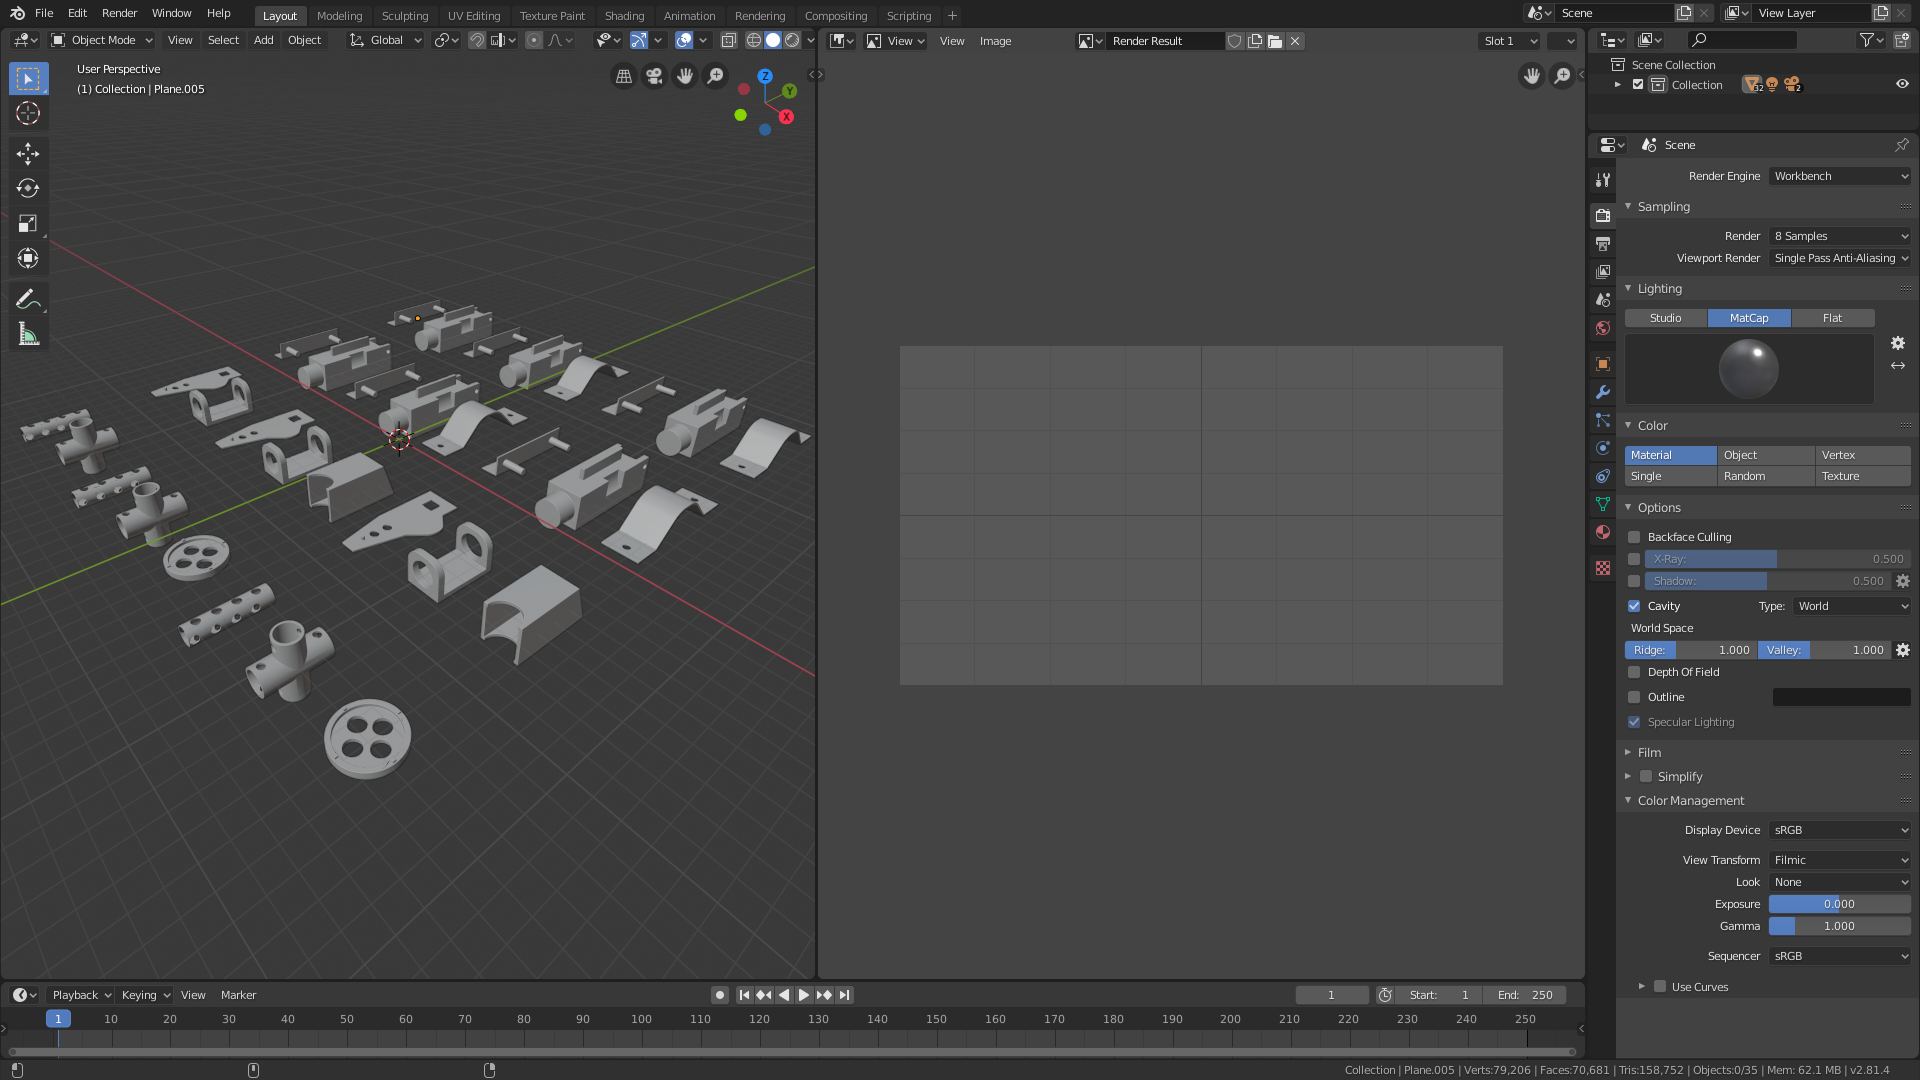 File Edit Render Window Help Layout Modeling Sculpting UV Editing Texture Paint Shading Animation Rendering Compositing Scripting + Scene View Layer
Object Mode View Select Add Object Global View View Image Render Result Slot 1
User Perspective
(1) Collection | Plane.005
Z
Y
X
Scene Collection
Collection 32 2
Scene
Render Engine Workbench
Sampling
Render 8 Samples
Viewport Render Single Pass Anti-Aliasing
Lighting
Studio MatCap Flat
Color
Material Object Vertex
Single Random Texture
Options
Backface Culling
X-Ray: 0.500
Shadow: 0.500
Cavity Type: World
World Space
Ridge: 1.000 Valley: 1.000
Depth Of Field
Outline
Specular Lighting
Film
Simplify
Color Management
Display Device sRGB
View Transform Filmic
Look None
Exposure 0.000
Gamma 1.000
Sequencer sRGB
Use Curves
Playback Keying View Marker 1 Start: 1 End: 250
1 10 20 30 40 50 60 70 80 90 100 110 120 130 140 150 160 170 180 190 200 210 220 230 240 250
Collection | Plane.005 | Verts:79,206 | Faces:70,681 | Tris:158,752 | Objects:0/35 | Mem: 62.1 MB | v2.81.4